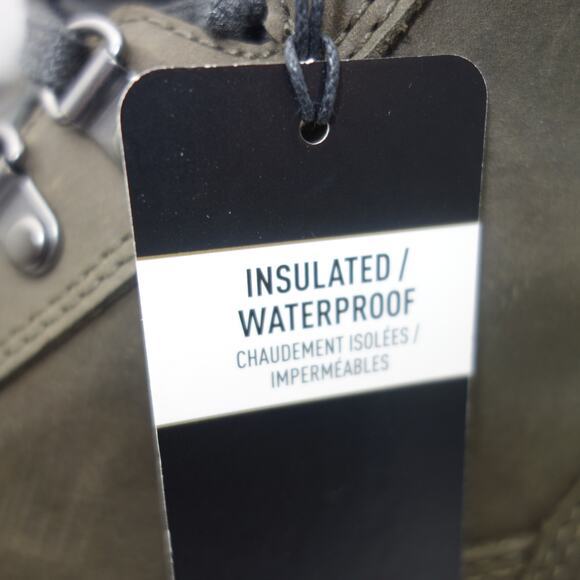 INSULATED /
WATERPROOF
CHAUDEMENT ISOLÉES /
IMPERMÉABLES